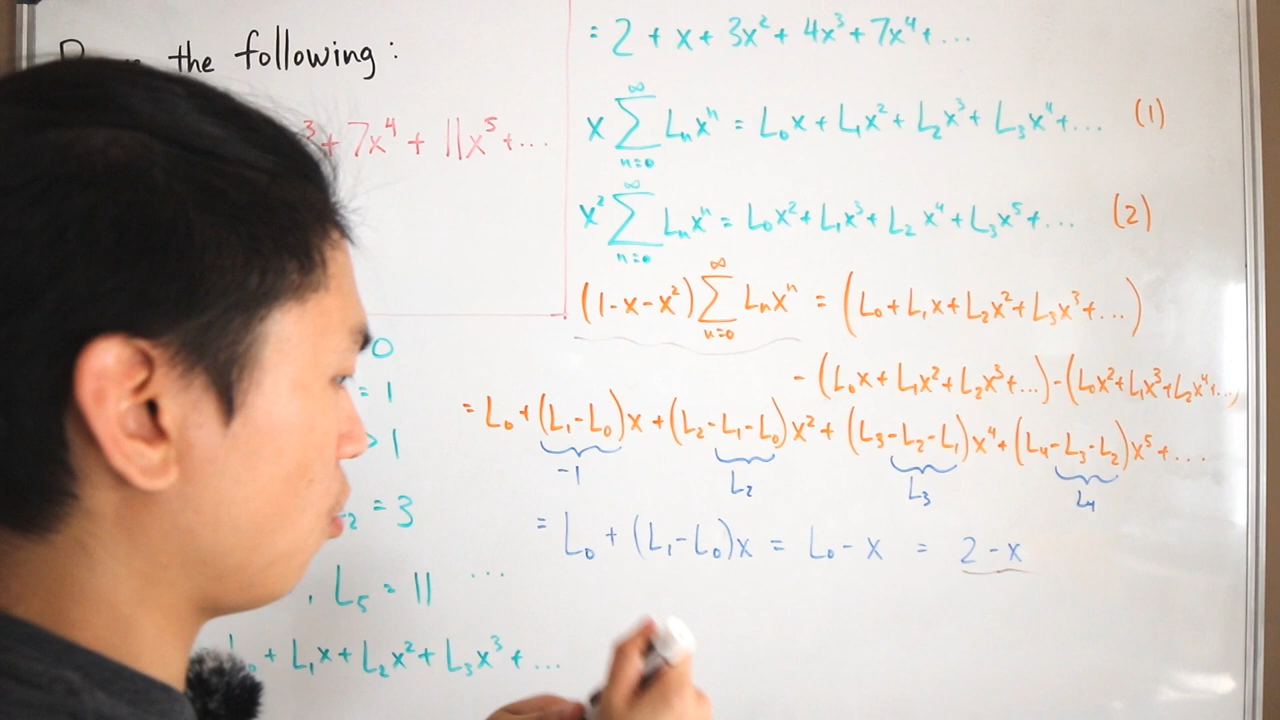 the following :
³ + 7x⁴ + 11x⁵ + ...
0
= 1
> 1
₂ = 3
, L₅ = 11 ...
+ L₁x + L₂x² + L₃x³ + ...
= 2 + x + 3x² + 4x³ + 7x⁴ + ...
x ∑_{n=0}^{∞} Lₙxⁿ = L₀x + L₁x² + L₂x³ + L₃x⁴ + ... (1)
x² ∑_{n=0}^{∞} Lₙxⁿ = L₀x² + L₁x³ + L₂x⁴ + L₃x⁵ + ... (2)
(1-x-x²) ∑_{n=0}^{∞} Lₙxⁿ = (L₀ + L₁x + L₂x² + L₃x³ + ...)
- (L₀x + L₁x² + L₂x³ + ...) - (L₀x² + L₁x³ + L₂x⁴ + ...)
= L₀ + (L₁-L₀)x + (L₂-L₁-L₀)x² + (L₃-L₂-L₁)x⁴ + (L₄-L₃-L₂)x⁵ + ...
-1 L₂ L₃ L₄
= L₀ + (L₁-L₀)x = L₀ - x = 2 - x